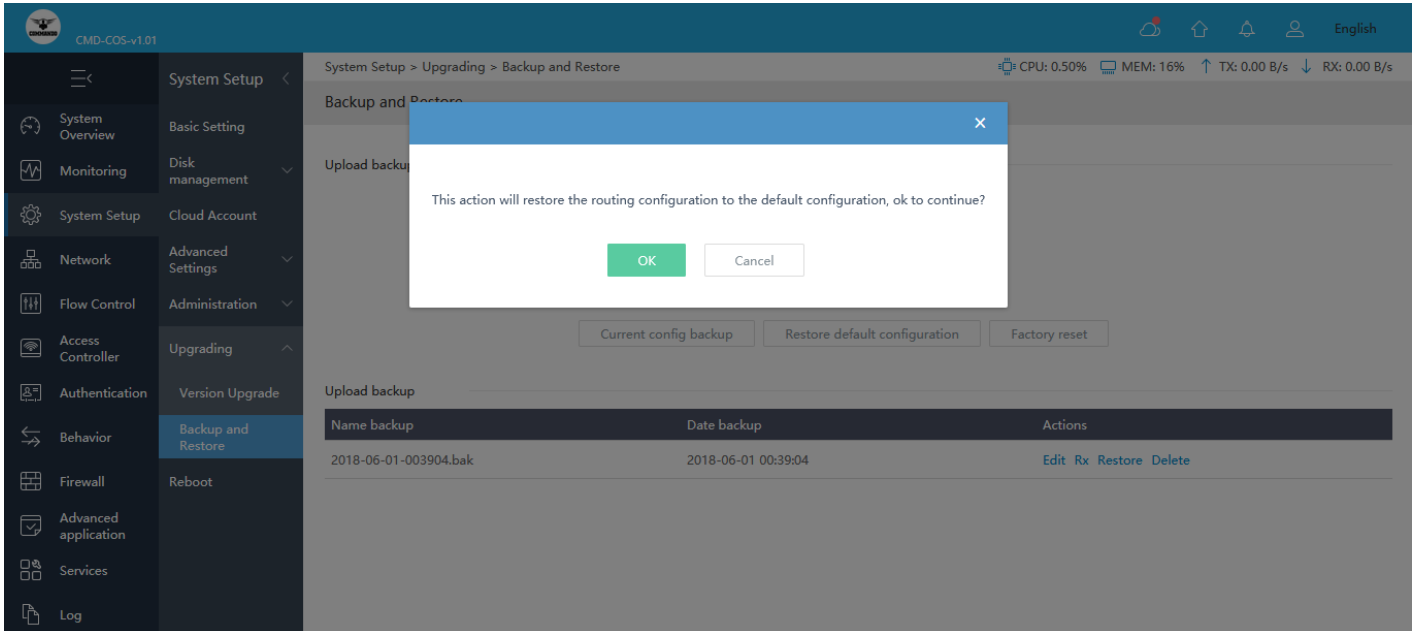 CMD-COS-v1.01
English
System Setup
System Setup > Upgrading > Backup and Restore
CPU: 0.50% MEM: 16% TX: 0.00 B/s RX: 0.00 B/s
Backup and Restore
System
Overview
Monitoring
System Setup
Network
Flow Control
Access
Controller
Authentication
Behavior
Firewall
Advanced
application
Services
Log
Basic Setting
Disk
management
Cloud Account
Advanced
Settings
Administration
Upgrading
Version Upgrade
Backup and
Restore
Reboot
Upload backup
This action will restore the routing configuration to the default configuration, ok to continue?
OK Cancel
Current config backup Restore default configuration Factory reset
Upload backup
Name backup Date backup Actions
2018-06-01-003904.bak 2018-06-01 00:39:04 Edit Rx Restore Delete